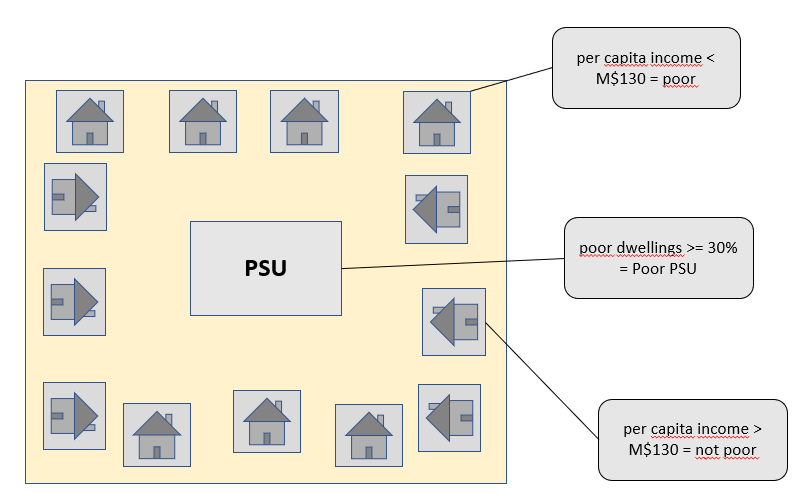 per capita income <
M$130 = poor
poor dwellings >= 30%
= Poor PSU
PSU
per capita income >
M$130 = not poor